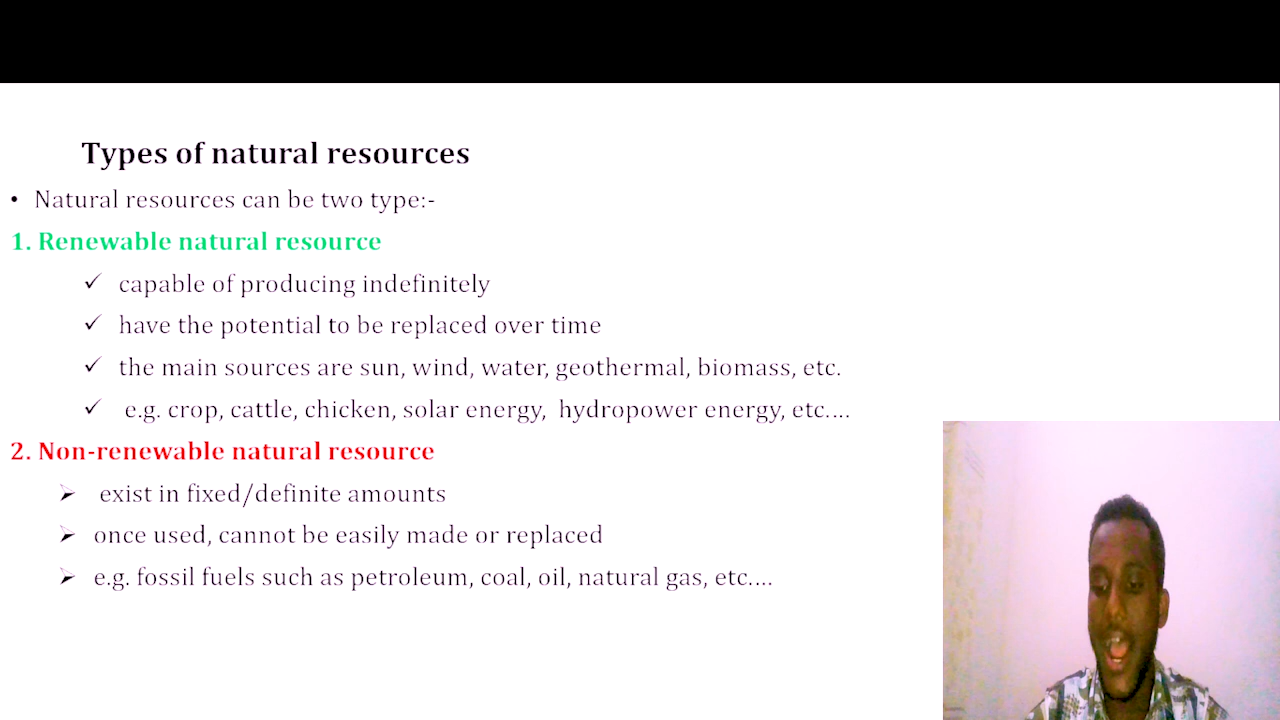 Types of natural resources
• Natural resources can be two type:-
1. Renewable natural resource
✓ capable of producing indefinitely
✓ have the potential to be replaced over time
✓ the main sources are sun, wind, water, geothermal, biomass, etc.
✓ e.g. crop, cattle, chicken, solar energy, hydropower energy, etc....
2. Non-renewable natural resource
➢ exist in fixed/definite amounts
➢ once used, cannot be easily made or replaced
➢ e.g. fossil fuels such as petroleum, coal, oil, natural gas, etc....